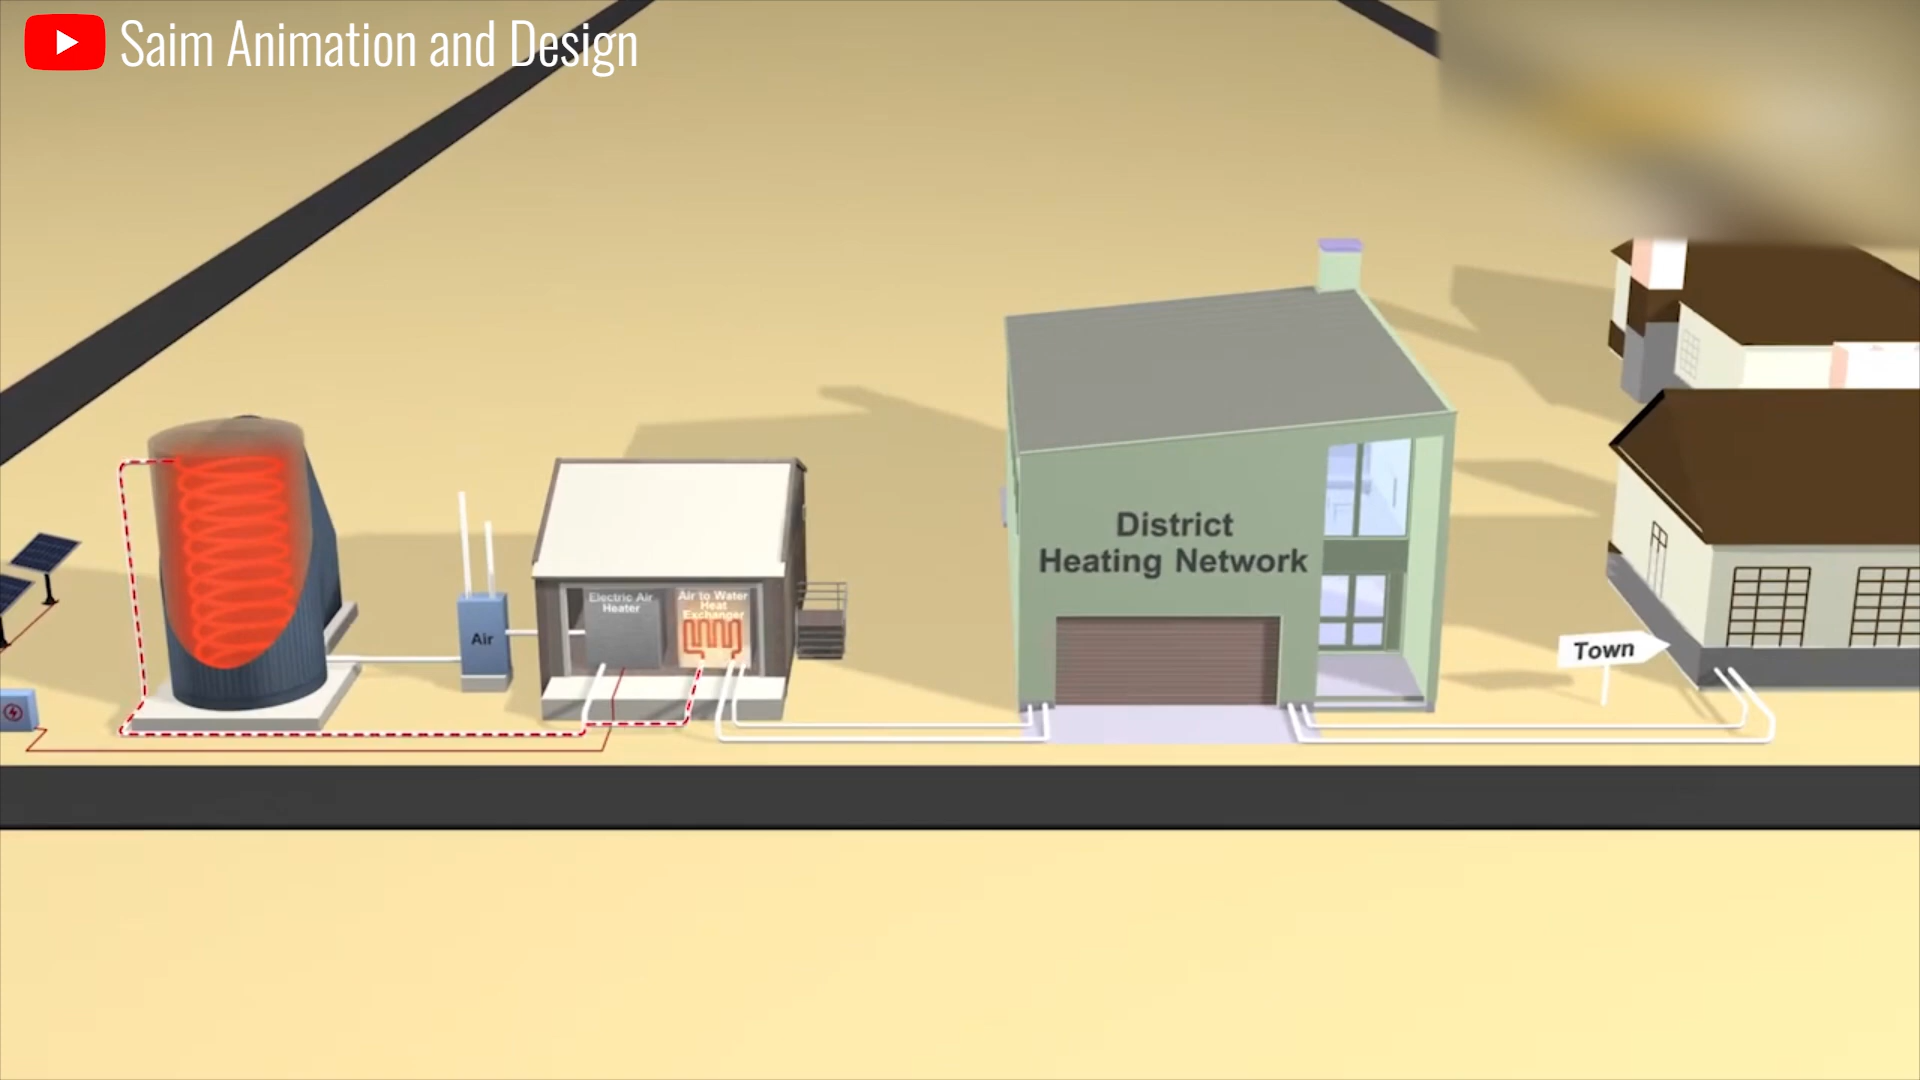 Saim Animation and Design
Electric Air
Heater
Air to Water
Heat
Exchanger
Air
District
Heating Network
Town